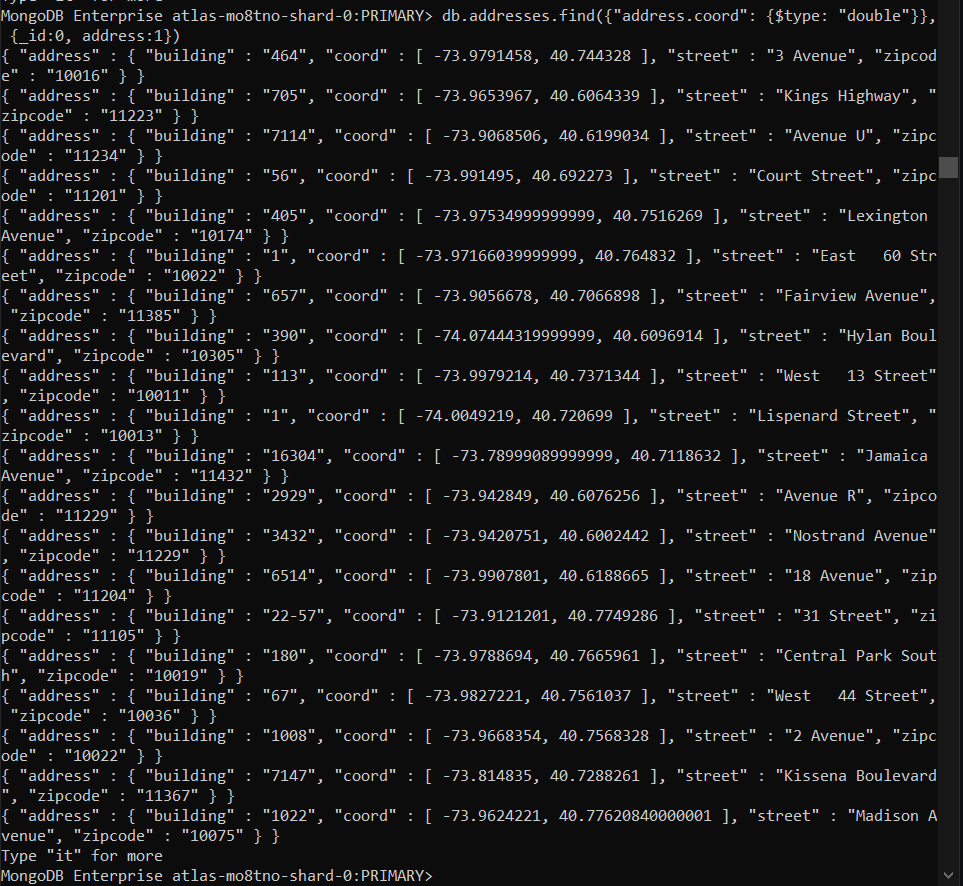 MongoDB Enterprise atlas-mo8tno-shard-0:PRIMARY> db.addresses.find({"address.coord": {$type: "double"}},
 {_id:0, address:1})
{ "address" : { "building" : "464", "coord" : [ -73.9791458, 40.744328 ], "street" : "3 Avenue", "zipcod
e" : "10016" } }
{ "address" : { "building" : "705", "coord" : [ -73.9653967, 40.6064339 ], "street" : "Kings Highway", "
zipcode" : "11223" } }
{ "address" : { "building" : "7114", "coord" : [ -73.9068506, 40.6199034 ], "street" : "Avenue U", "zipc
ode" : "11234" } }
{ "address" : { "building" : "56", "coord" : [ -73.991495, 40.692273 ], "street" : "Court Street", "zipc
ode" : "11201" } }
{ "address" : { "building" : "405", "coord" : [ -73.97534999999999, 40.7516269 ], "street" : "Lexington 
Avenue", "zipcode" : "10174" } }
{ "address" : { "building" : "1", "coord" : [ -73.97166039999999, 40.764832 ], "street" : "East   60 Str
eet", "zipcode" : "10022" } }
{ "address" : { "building" : "657", "coord" : [ -73.9056678, 40.7066898 ], "street" : "Fairview Avenue",
 "zipcode" : "11385" } }
{ "address" : { "building" : "390", "coord" : [ -74.07444319999999, 40.6096914 ], "street" : "Hylan Boul
evard", "zipcode" : "10305" } }
{ "address" : { "building" : "113", "coord" : [ -73.9979214, 40.7371344 ], "street" : "West   13 Street"
, "zipcode" : "10011" } }
{ "address" : { "building" : "1", "coord" : [ -74.0049219, 40.720699 ], "street" : "Lispenard Street", "
zipcode" : "10013" } }
{ "address" : { "building" : "16304", "coord" : [ -73.78999089999999, 40.7118632 ], "street" : "Jamaica 
Avenue", "zipcode" : "11432" } }
{ "address" : { "building" : "2929", "coord" : [ -73.942849, 40.6076256 ], "street" : "Avenue R", "zipco
de" : "11229" } }
{ "address" : { "building" : "3432", "coord" : [ -73.9420751, 40.6002442 ], "street" : "Nostrand Avenue"
, "zipcode" : "11229" } }
{ "address" : { "building" : "6514", "coord" : [ -73.9907801, 40.6188665 ], "street" : "18 Avenue", "zip
code" : "11204" } }
{ "address" : { "building" : "22-57", "coord" : [ -73.9121201, 40.7749286 ], "street" : "31 Street", "zi
pcode" : "11105" } }
{ "address" : { "building" : "180", "coord" : [ -73.9788694, 40.7665961 ], "street" : "Central Park Sout
h", "zipcode" : "10019" } }
{ "address" : { "building" : "67", "coord" : [ -73.9827221, 40.7561037 ], "street" : "West   44 Street",
 "zipcode" : "10036" } }
{ "address" : { "building" : "1008", "coord" : [ -73.9668354, 40.7568328 ], "street" : "2 Avenue", "zipc
ode" : "10022" } }
{ "address" : { "building" : "7147", "coord" : [ -73.814835, 40.7288261 ], "street" : "Kissena Boulevard
", "zipcode" : "11367" } }
{ "address" : { "building" : "1022", "coord" : [ -73.9624221, 40.77620840000001 ], "street" : "Madison A
venue", "zipcode" : "10075" } }
Type "it" for more
MongoDB Enterprise atlas-mo8tno-shard-0:PRIMARY>